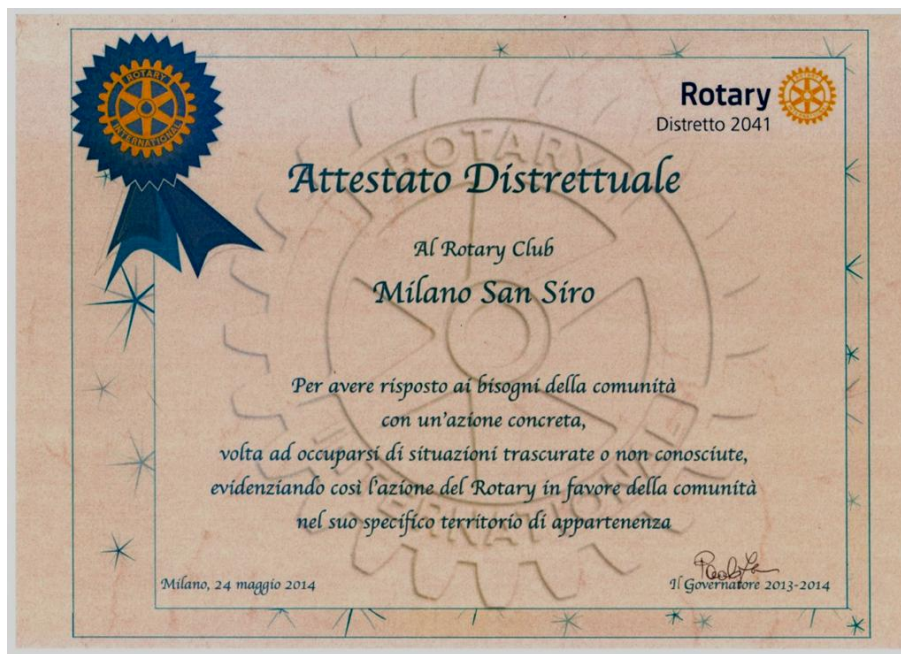 ROTARY
INTERNATIONAL
Rotary
Distretto 2041
ROTARY
INTERNATIONAL
Attestato Distrettuale
Al Rotary Club
Milano San Siro
Per avere risposto ai bisogni della comunità
con un'azione concreta,
volta ad occuparsi di situazioni trascurate o non conosciute,
evidenziando così l'azione del Rotary in favore della comunità
nel suo specifico territorio di appartenenza
Milano, 24 maggio 2014
Il Governatore 2013-2014